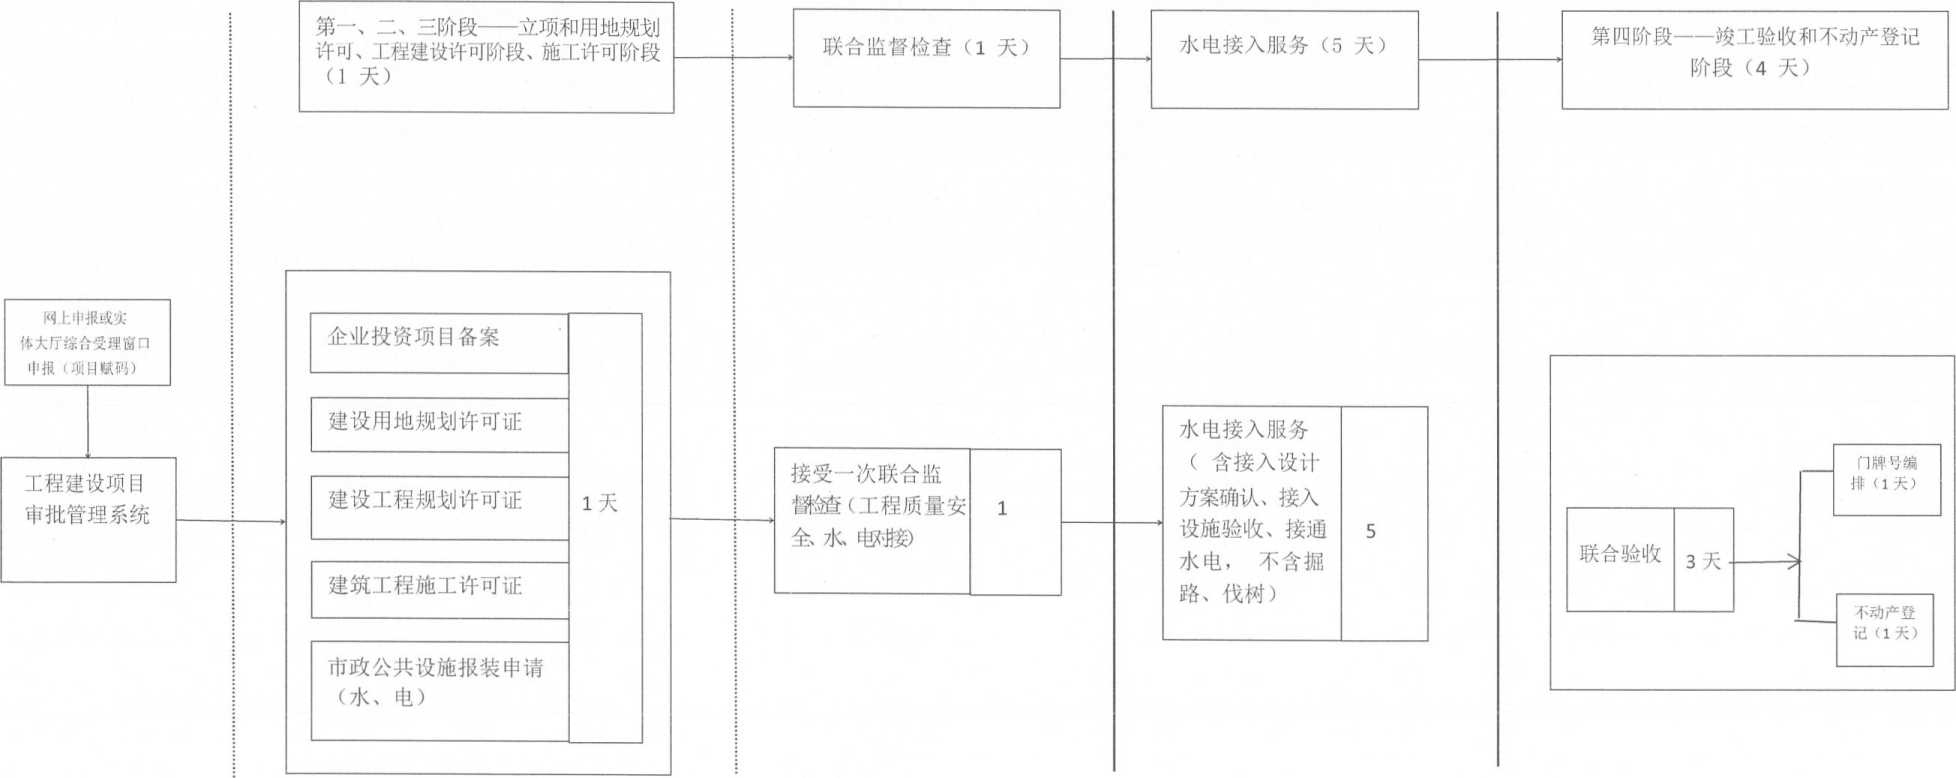 第一、二、三阶段——立项和用地规划
许可、工程建设许可阶段、施工许可阶段
（1 天）
联合监督检查（1 天）
水电接入服务（5 天）
第四阶段——竣工验收和不动产登记
阶段（4 天）
网上申报或实
体大厅综合受理窗口
申报（项目赋码）
工程建设项目
审批管理系统
企业投资项目备案
建设用地规划许可证
建设工程规划许可证
建筑工程施工许可证
市政公共设施报装申请
（水、电）
1 天
接受一次联合监
督检查（工程质量安
全、水、电对接）
1
水电接入服务
（ 含接入设计
方案确认、接入
设施验收、接通
水电， 不含掘
路、伐树）
5
联合验收
3 天
门牌号编
排（1 天）
不动产登
记（1 天）